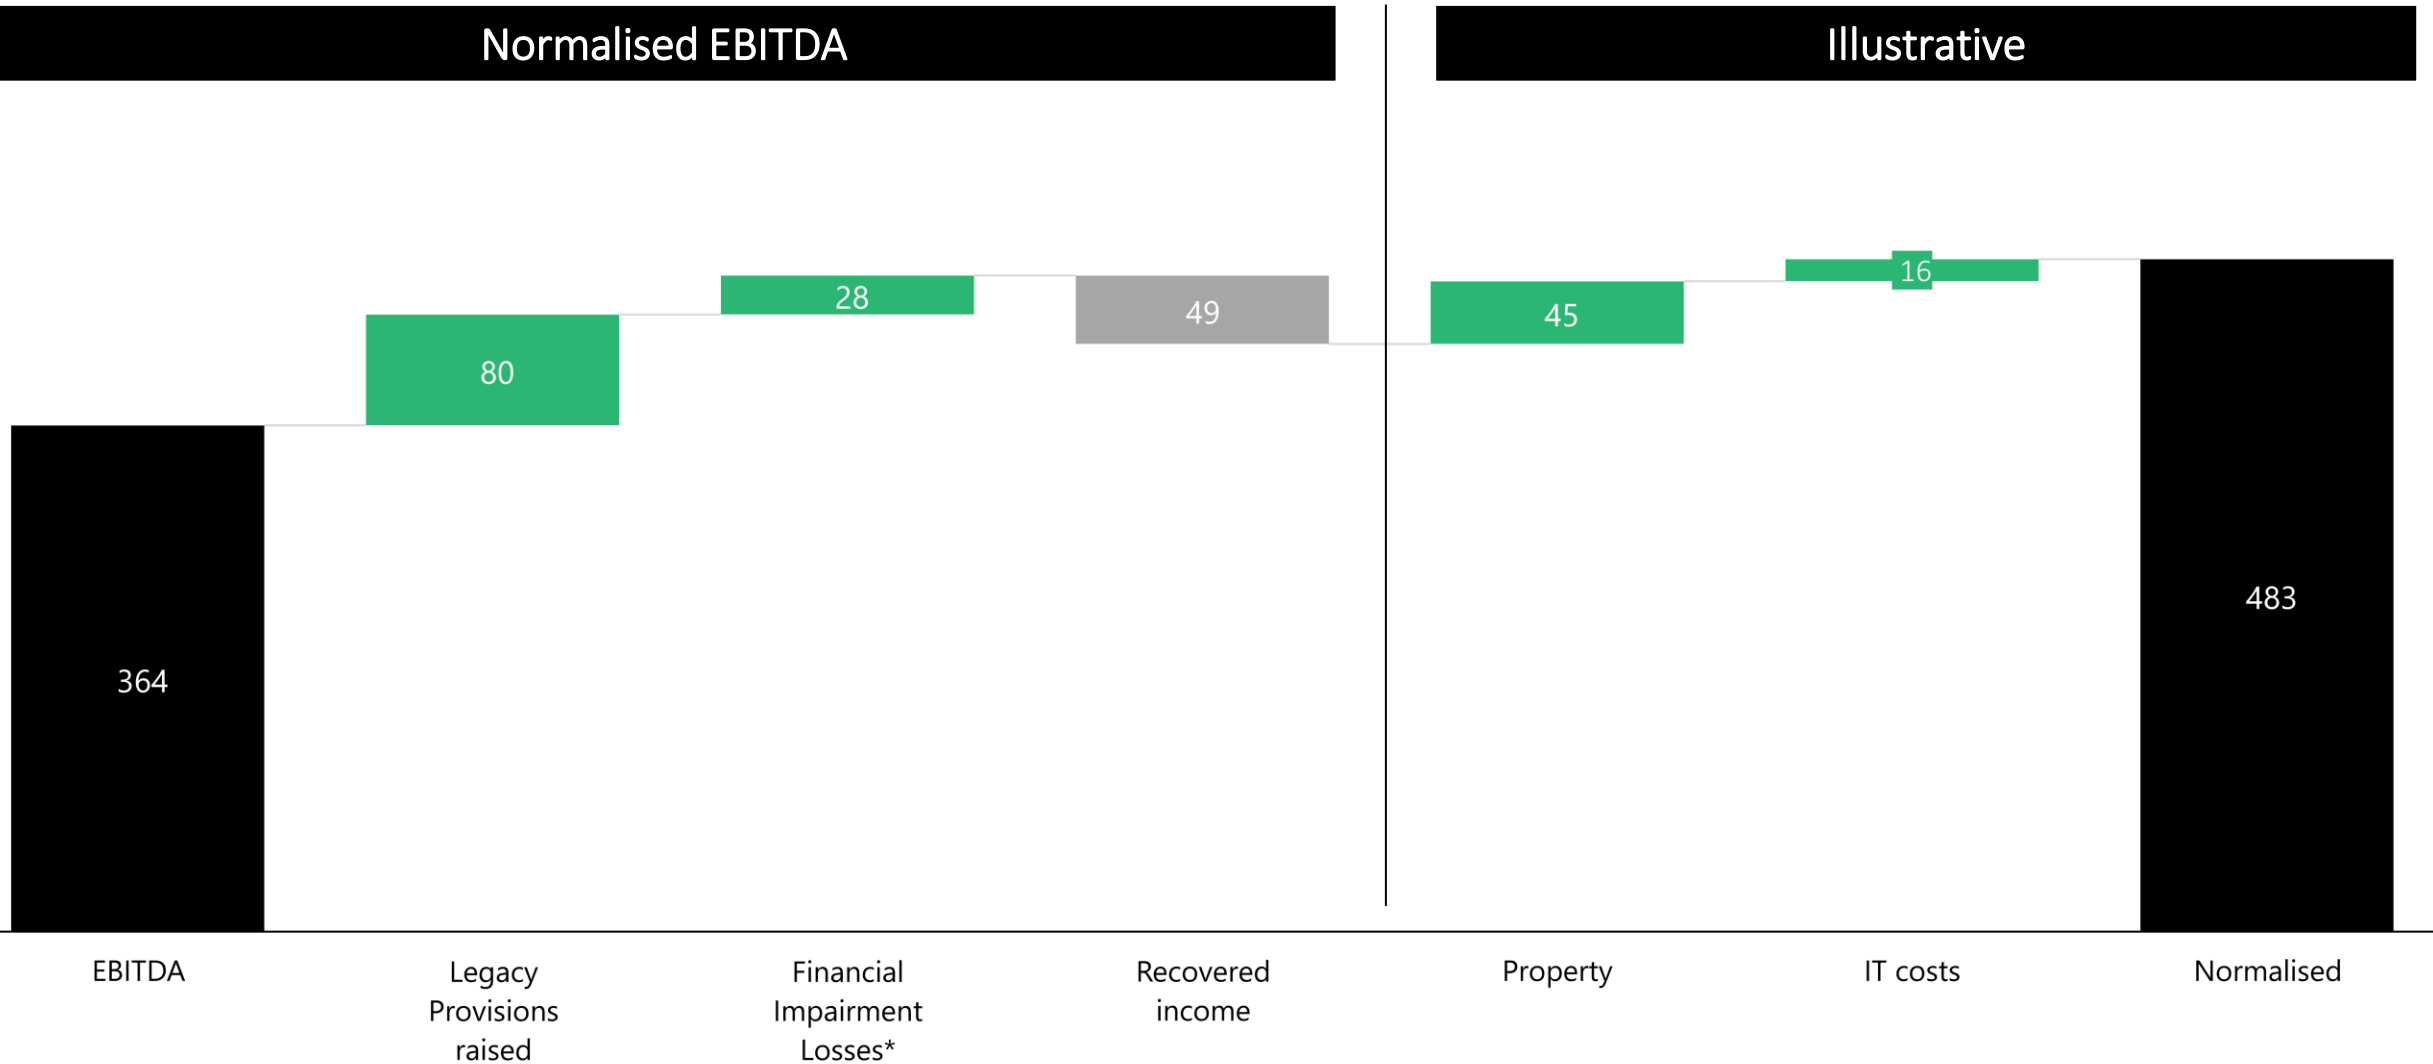 Normalised EBITDA
Illustrative
16
28
49
45
80
483
364
EBITDA
Legacy
Provisions
raised
Financial
Impairment
Losses*
Recovered
income
Property
IT costs
Normalised